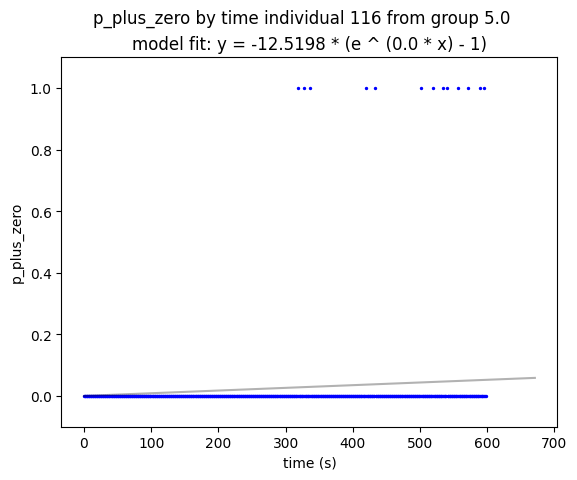 p_plus_zero by time individual 116 from group 5.0
model fit: y = -12.5198 * (e ^ (0.0 * x) - 1)
1.0
0.8
0.6
0.4
0.2
0.0
p_plus_zero
0 100 200 300 400 500 600 700
time (s)